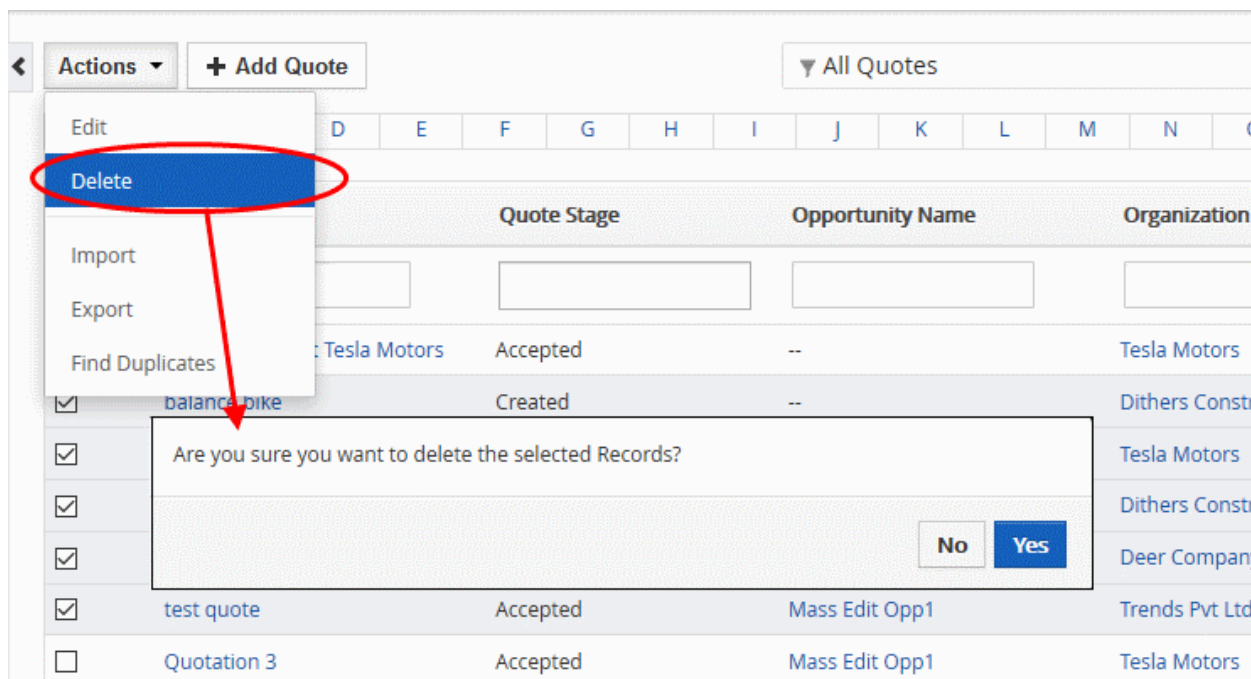 Actions + Add Quote All Quotes
Edit D E F G H I J K L M N
Delete
Quote Stage Opportunity Name Organization
Import
Export
Tesla Motors Accepted -- Tesla Motors
Find Duplicates
balance bike Created -- Dithers
Are you sure you want to delete the selected Records? Tesla Motors
Dithers
No Yes
Deer
test quote Accepted Mass Edit Opp1 Trends Pvt Ltd
Quotation 3 Accepted Mass Edit Opp1 Tesla Motors